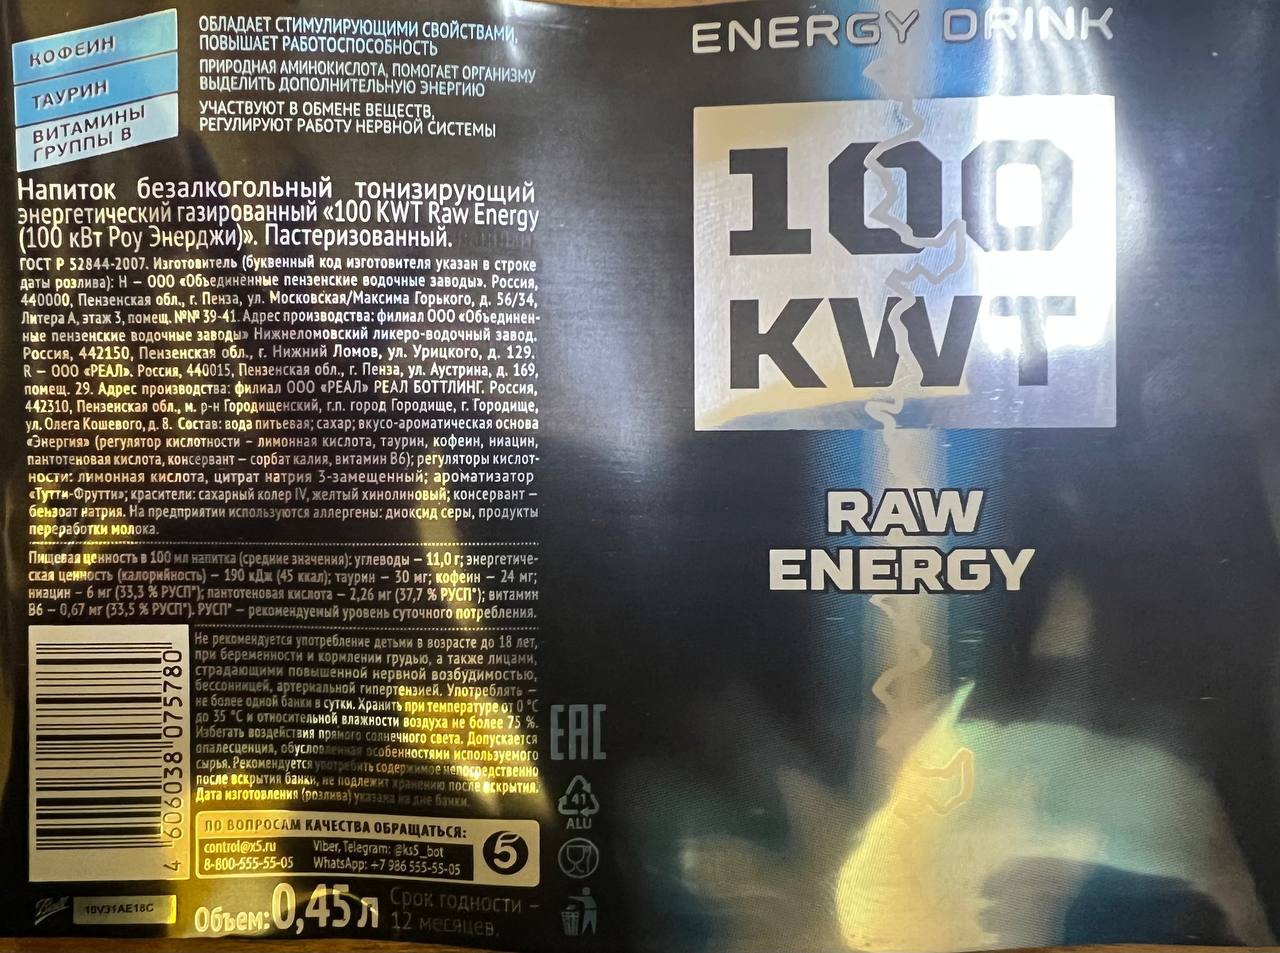 КОФЕИН
ТАУРИН
ВИТАМИНЫ
ГРУППЫ В
ОБЛАДАЕТ СТИМУЛИРУЮЩИМИ СВОЙСТВАМИ,
ПОВЫШАЕТ РАБОТОСПОСОБНОСТЬ
ПРИРОДНАЯ АМИНОКИСЛОТА, ПОМОГАЕТ ОРГАНИЗМУ
ВЫДЕЛИТЬ ДОПОЛНИТЕЛЬНУЮ ЭНЕРГИЮ
УЧАСТВУЮТ В ОБМЕНЕ ВЕЩЕСТВ,
РЕГУЛИРУЮТ РАБОТУ НЕРВНОЙ СИСТЕМЫ
Напиток безалкогольный тонизирующий
энергетический газированный «100 KWT Raw Energy
(100 кВт Роу Энерджи)». Пастеризованный.
ГОСТ Р 52844-2007. Изготовитель (буквенный код изготовителя указан в строке
даты розлива): Н – ООО «Объединённые пензенские водочные заводы». Россия,
440000, Пензенская обл., г. Пенза, ул. Московская/Максима Горького, д. 56/34,
Литера А, этаж 3, помещ. №№ 39-41. Адрес производства: филиал ООО «Объединен-
ные пензенские водочные заводы» Нижнеломовский ликеро-водочный завод.
Россия, 442150, Пензенская обл., г. Нижний Ломов, ул. Урицкого, д. 129.
R – ООО «РЕАЛ». Россия, 440015, Пензенская обл., г. Пенза, ул. Аустрина, д. 169,
помещ. 29. Адрес производства: филиал ООО «РЕАЛ» РЕАЛ БОТТЛИНГ. Россия,
442310, Пензенская обл., м. р-н Городищенский, г.п. город Городище, г. Городище,
ул. Олега Кошевого, д. 8. Состав: вода питьевая; сахар; вкусо-ароматическая основа
«Энергия» (регулятор кислотности – лимонная кислота, таурин, кофеин, ниацин,
пантотеновая кислота, консервант – сорбат калия, витамин В6); регуляторы кислот-
ности: лимонная кислота, цитрат натрия 3-замещенный; ароматизатор
«Тутти-Фрутти»; красители: сахарный колер IV, желтый хинолиновый; консервант –
бензоат натрия. На предприятии используются аллергены: диоксид серы, продукты
переработки молока.
Пищевая ценность в 100 мл напитка (средние значения): углеводы – 11,0 г; энергетиче-
ская ценность (калорийность) – 190 кДж (45 ккал); таурин – 30 мг; кофеин – 24 мг;
ниацин – 6 мг (33,3 % РУСП*); пантотеновая кислота – 2,26 мг (37,7 % РУСП*); витамин
В6 – 0,67 мг (33,5 % РУСП*). РУСП* – рекомендуемый уровень суточного потребления.
Не рекомендуется употребление детьми в возрасте до 18 лет,
при беременности и кормлении грудью, а также лицами,
страдающими повышенной нервной возбудимостью,
бессонницей, артериальной гипертензией. Употреблять –
не более одной банки в сутки. Хранить при температуре от 0 °C
до 35 °C и относительной влажности воздуха не более 75 %.
Избегать воздействия прямого солнечного света. Допускается
опалесценция, обусловленная особенностями используемого
сырья. Рекомендуется употребить содержимое непосредственно
после вскрытия банки, не подлежит хранению после вскрытия.
Дата изготовления (розлива) указана на дне банки.
4 606038 075780
ПО ВОПРОСАМ КАЧЕСТВА ОБРАЩАТЬСЯ:
control@x5.ru
8-800-555-55-05
Viber, Telegram: @ks5_bot
WhatsApp: +7 986 555-55-05
5
Ball
10V31AE18C
Объем: 0,45 л
Срок годности –
12 месяцев.
EAC
41
ALU
ENERGY DRINK
100
KWT
RAW
ENERGY